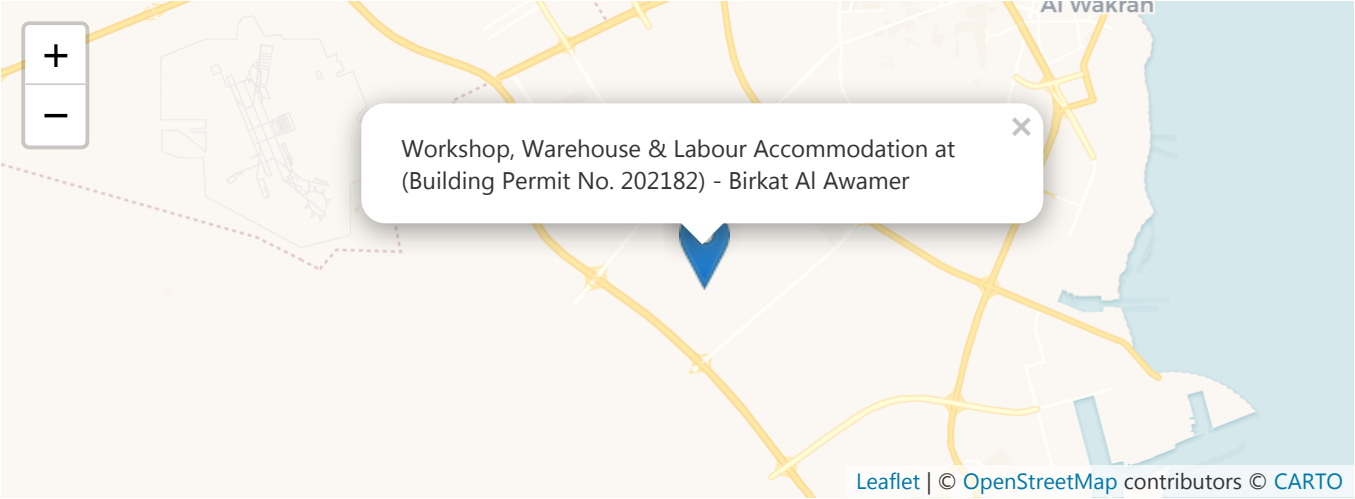 Al Wakrah
+
−
Workshop, Warehouse & Labour Accommodation at
(Building Permit No. 202182) - Birkat Al Awamer
×
Leaflet | © OpenStreetMap contributors © CARTO